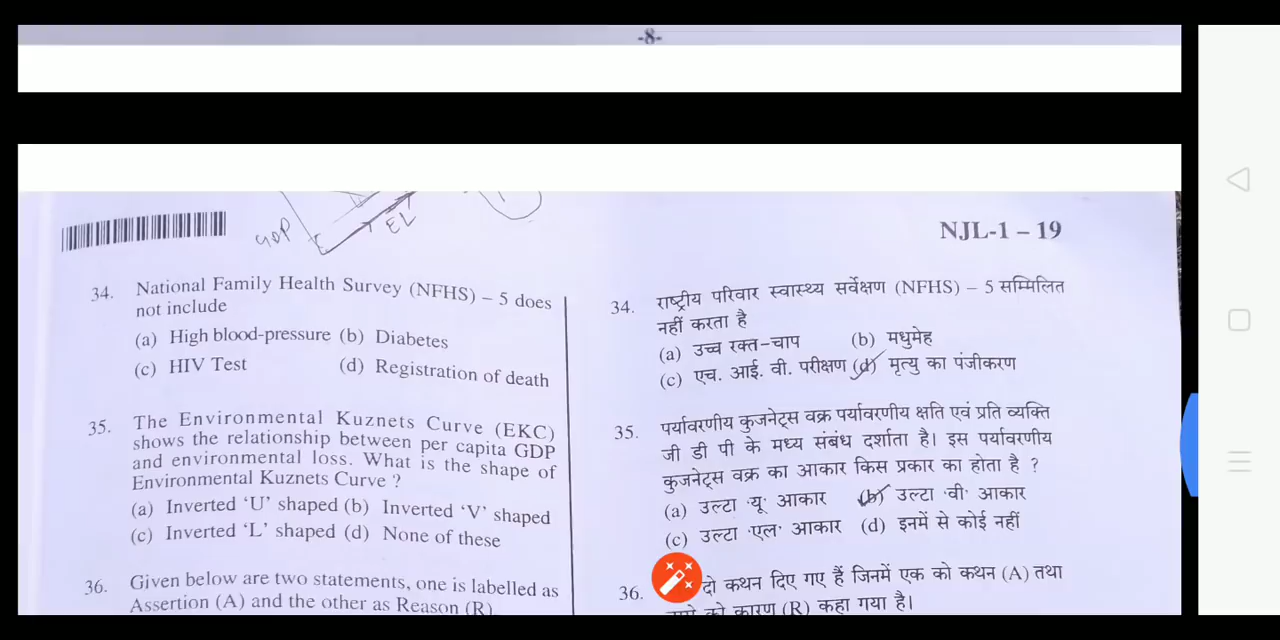 -8-
GDP
EL
NJL-1 – 19
34. National Family Health Survey (NFHS) – 5 does
not include
(a) High blood-pressure (b) Diabetes
(c) HIV Test (d) Registration of death
35. The Environmental Kuznets Curve (EKC)
shows the relationship between per capita GDP
and environmental loss. What is the shape of
Environmental Kuznets Curve ?
(a) Inverted ‘U’ shaped (b) Inverted ‘V’ shaped
(c) Inverted ‘L’ shaped (d) None of these
36. Given below are two statements, one is labelled as
Assertion (A) and the other as Reason (R).
34. राष्ट्रीय परिवार स्वास्थ्य सर्वेक्षण (NFHS) – 5 सम्मिलित
नहीं करता है
(a) उच्च रक्त-चाप (b) मधुमेह
(c) एच. आई. वी. परीक्षण (d) मृत्यु का पंजीकरण
35. पर्यावरणीय कुजनेट्स वक्र पर्यावरणीय क्षति एवं प्रति व्यक्ति
जी डी पी के मध्य संबंध दर्शाता है। इस पर्यावरणीय
कुजनेट्स वक्र का आकार किस प्रकार का होता है ?
(a) उल्टा ‘यू’ आकार (b) उल्टा ‘वी’ आकार
(c) उल्टा ‘एल’ आकार (d) इनमें से कोई नहीं
36. दो कथन दिए गए हैं जिनमें एक को कथन (A) तथा
को कारण (R) कहा गया है।